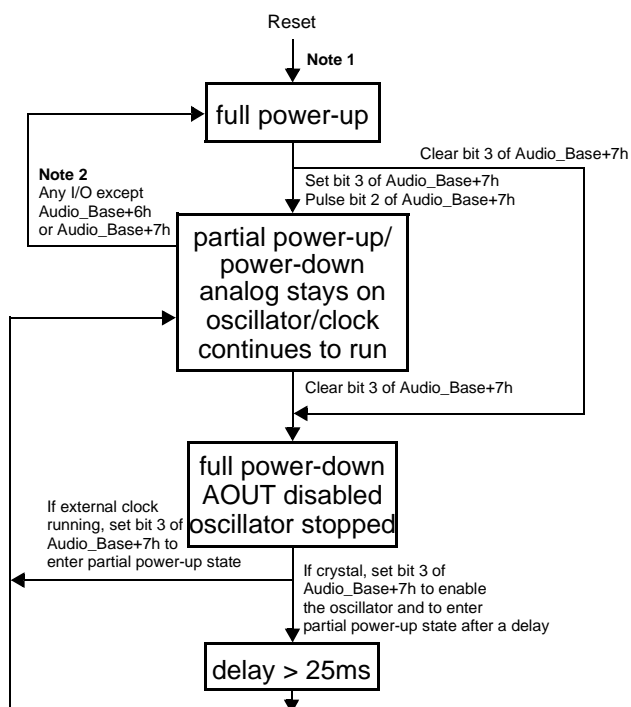 Reset
Note 1
full power-up
Clear bit 3 of Audio_Base+7h
Note 2
Any I/O except
Audio_Base+6h
or Audio_Base+7h
Set bit 3 of Audio_Base+7h
Pulse bit 2 of Audio_Base+7h
partial power-up/
power-down
analog stays on
oscillator/clock
continues to run
Clear bit 3 of Audio_Base+7h
full power-down
AOUT disabled
oscillator stopped
If external clock
running, set bit 3 of
Audio_Base+7h to
enter partial power-up state
If crystal, set bit 3 of
Audio_Base+7h to enable
the oscillator and to enter
partial power-up state after a delay
delay > 25ms